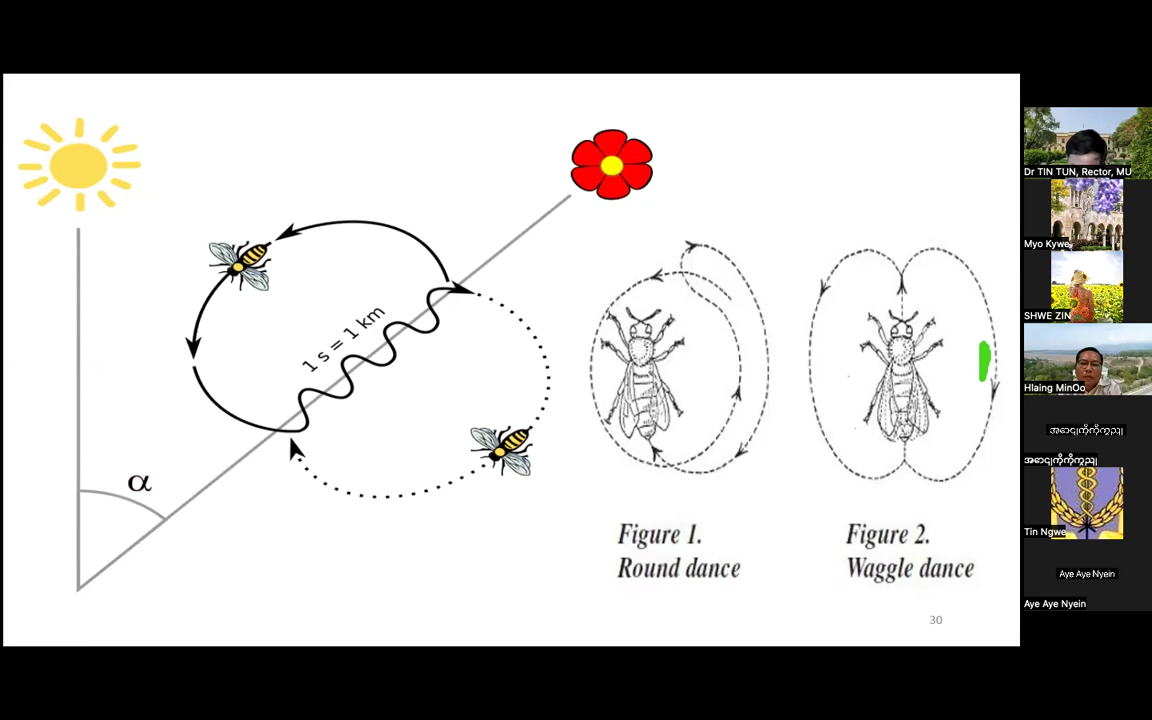 α
1 s = 1 km
Figure 1.
Round dance
Figure 2.
Waggle dance
30
Dr TIN TUN, Rector, MU
Myo Kywe
SHWE ZIN
Hlaing MinOo
Tin Ngwe
Aye Aye Nyein
Aye Aye Nyein